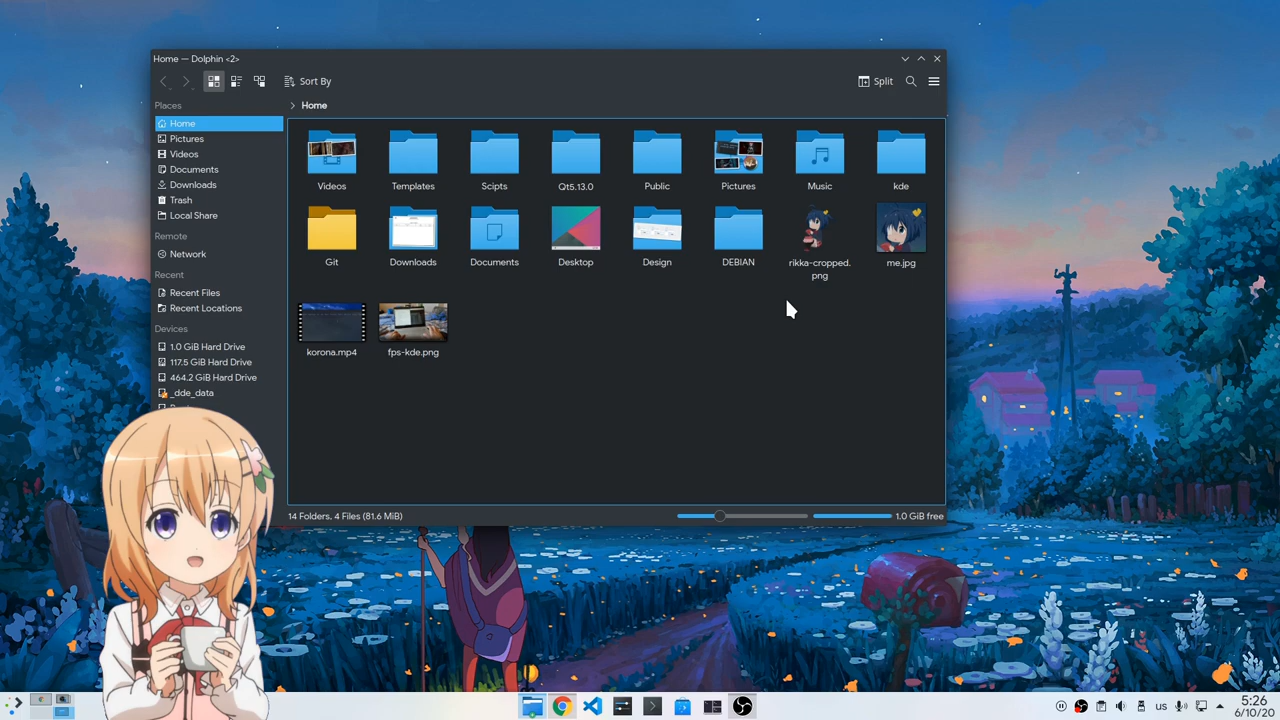 Home — Dolphin <2>
Sort By
Split
Places
Home
Home
Pictures
Videos
Documents
Downloads
Trash
Local Share
Remote
Network
Recent
Recent Files
Recent Locations
Devices
1.0 GiB Hard Drive
117.5 GiB Hard Drive
464.2 GiB Hard Drive
_dde_data
Videos
Templates
Scipts
Qt5.13.0
Public
Pictures
Music
kde
Git
Downloads
Documents
Desktop
Design
DEBIAN
rikka-cropped.
png
me.jpg
korona.mp4
fps-kde.png
14 Folders, 4 Files (81.6 MiB)
1.0 GiB free
us
5:26
6/10/20